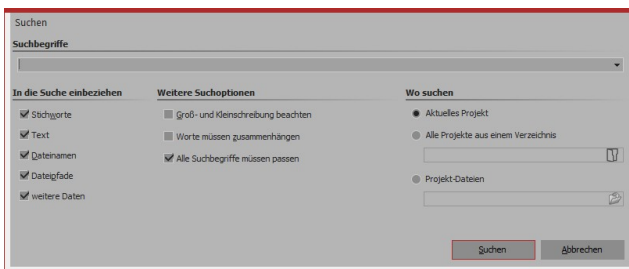 Suchen
Suchbegriffe
In die Suche einbeziehen
Stichworte
Text
Dateinamen
Dateipfade
weitere Daten
Weitere Suchoptionen
Groß- und Kleinschreibung beachten
Worte müssen zusammenhängen
Alle Suchbegriffe müssen passen
Wo suchen
Aktuelles Projekt
Alle Projekte aus einem Verzeichnis
Projekt-Dateien
Suchen
Abbrechen